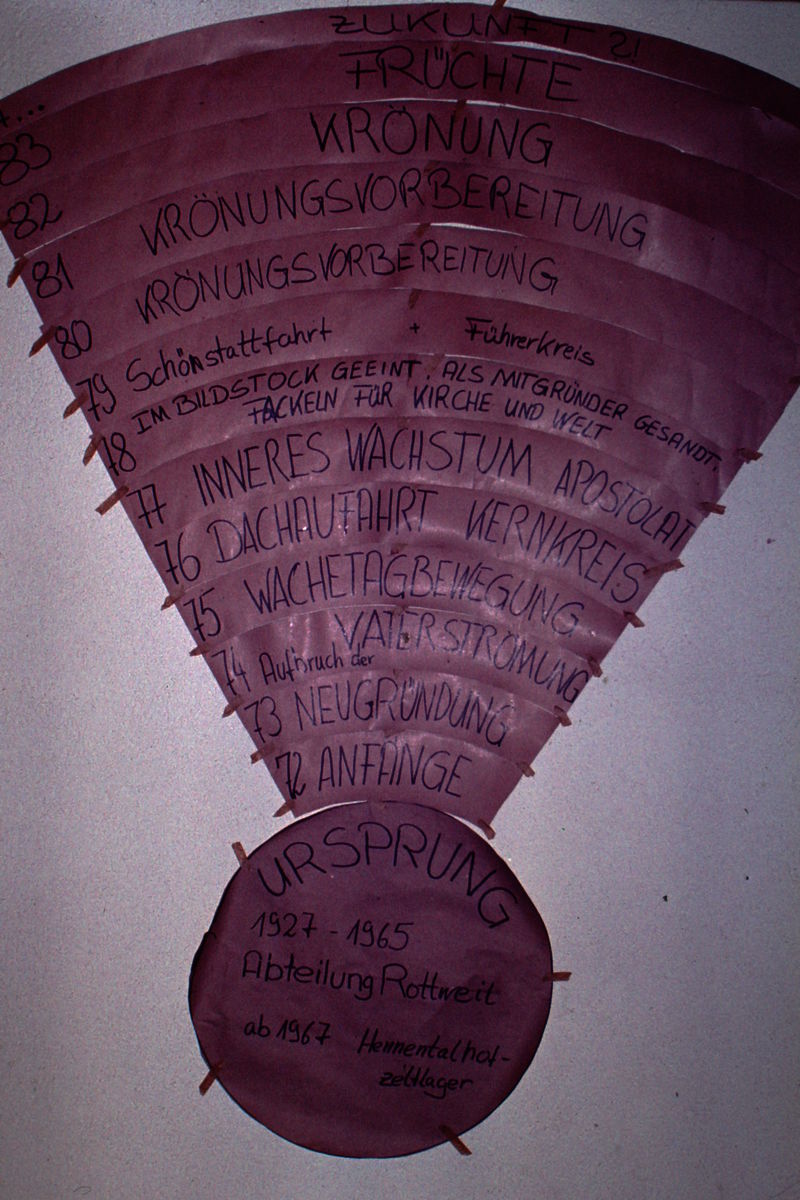 +... ZUKUNFT ?!
83 FRÜCHTE
82 KRÖNUNG
81 KRÖNUNGSVORBEREITUNG
80 KRÖNUNGSVORBEREITUNG
79 Schönstattfahrt + Führerkreis
78 IM BILDSTOCK GEEINT, ALS MITGRÜNDER GESANDT.
FACKELN FÜR KIRCHE UND WELT
77 INNERES WACHSTUM APOSTOLAT
76 DACHAUFAHRT KERNKREIS
75 WACHETAGBEWEGUNG
74 Aufbruch der VATERSTRÖMUNG
73 NEUGRÜNDUNG
72 ANFÄNGE
URSPRUNG
1927 - 1965
Abteilung Rottweil
ab 1967 Hennentalhof-
zeltlager